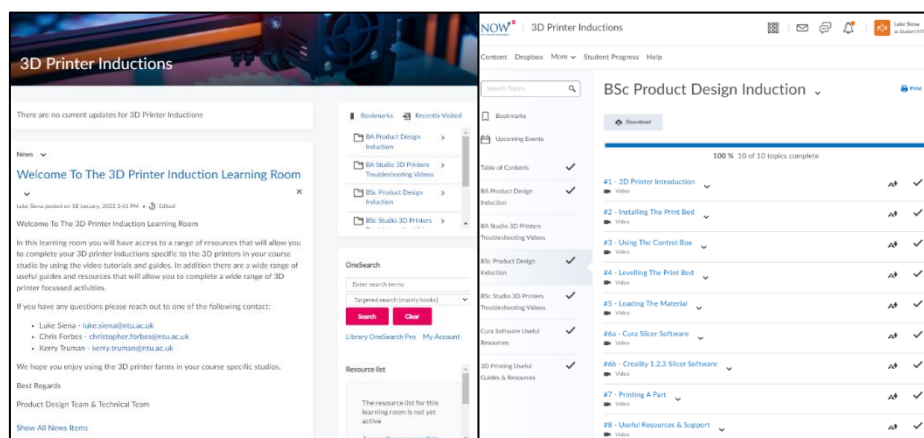 3D Printer Inductions
There are no current updates for 3D Printer Inductions
News
Welcome To The 3D Printer Induction Learning Room
Luke Siena posted on 18 January, 2022 3:41 PM • Edited
Welcome To The 3D Printer Induction Learning Room
In this learning room you will have access to a range of resources that will allow you
to complete your 3D printer inductions specific to the 3D printers in your course
studio by using the video tutorials and guides. In addition there are a wide range of
useful guides and resources that will allow you to complete a wide range of 3D
printer focussed activities.
If you have any questions please reach out to one of the following contact:
• Luke Siena - luke.siena@ntu.ac.uk
• Chris Forbes - christopher.forbes@ntu.ac.uk
• Kerry Truman - kerry.truman@ntu.ac.uk
We hope you enjoy using the 3D printer farms in your course specific studios.
Best Regards
Product Design Team & Technical Team
Show All News Items
Bookmarks Recently Visited
BA Product Design
Induction
BA Studio 3D Printers
Troubleshooting Videos
BSc Product Design
Induction
BSc Studio 3D Printers
OneSearch
Enter search terms
Targeted search (mainly books)
Search Clear
Library OneSearch Pro My Account
Resource list
The resource list for this
learning room is not yet
active
NOW 3D Printer Inductions
Luke Siena
as Student
Content Dropbox More Student Progress Help
Search Topics
Bookmarks
Upcoming Events
Table of Contents
BA Product Design
Induction
BA Studio 3D Printers
Troubleshooting Videos
BSc Product Design
Induction
BSc Studio 3D Printers
Troubleshooting Videos
Cura Software Useful
Resources
3D Printing Useful
Guides & Resources
BSc Product Design Induction
Print
Download
100 % 10 of 10 topics complete
#1 - 3D Printer Introduction
Video
#2 - Installing The Print Bed
Video
#3 - Using The Control Box
Video
#4 - Levelling The Print Bed
Video
#5 - Loading The Material
Video
#6a - Cura Slicer Software
Video
#6b - Creality 1.2.3 Slicer Software
Video
#7 - Printing A Part
Video
#8 - Useful Resources & Support
Video